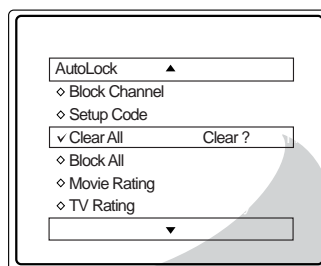 AutoLock ▲
◇ Block Channel
◇ Setup Code
✓ Clear All Clear ?
◇ Block All
◇ Movie Rating
◇ TV Rating
▼